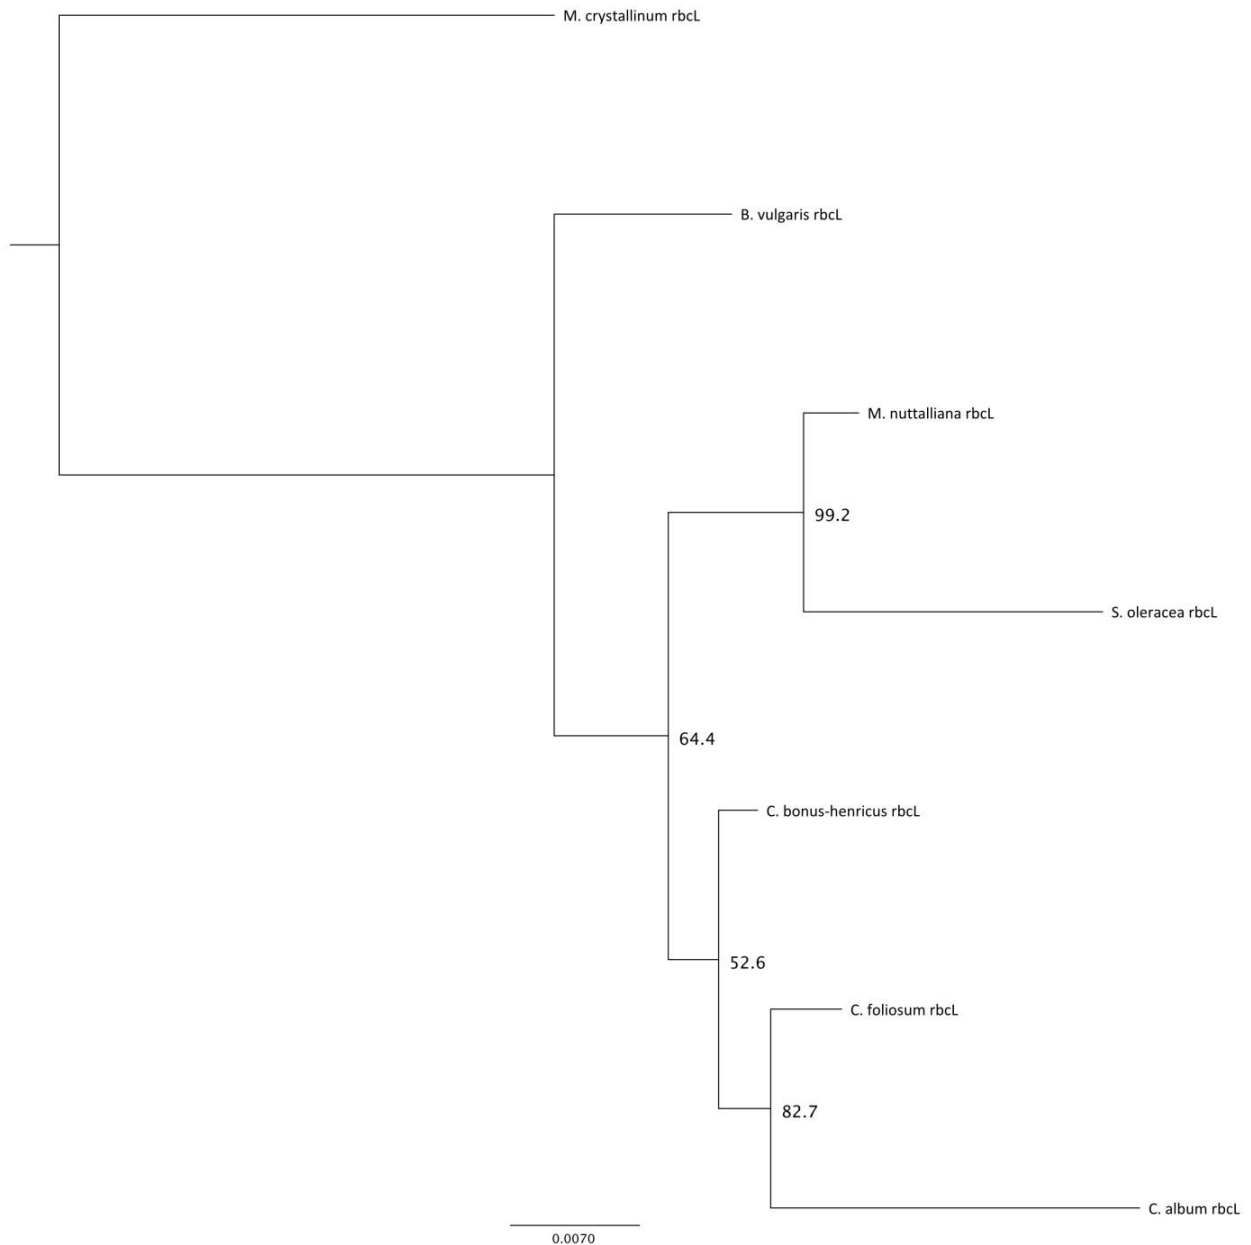 M. crystallinum rbcL
B. vulgaris rbcL
M. nuttalliana rbcL
99.2
S. oleracea rbcL
64.4
C. bonus-henricus rbcL
52.6
C. foliosum rbcL
82.7
C. album rbcL
0.0070